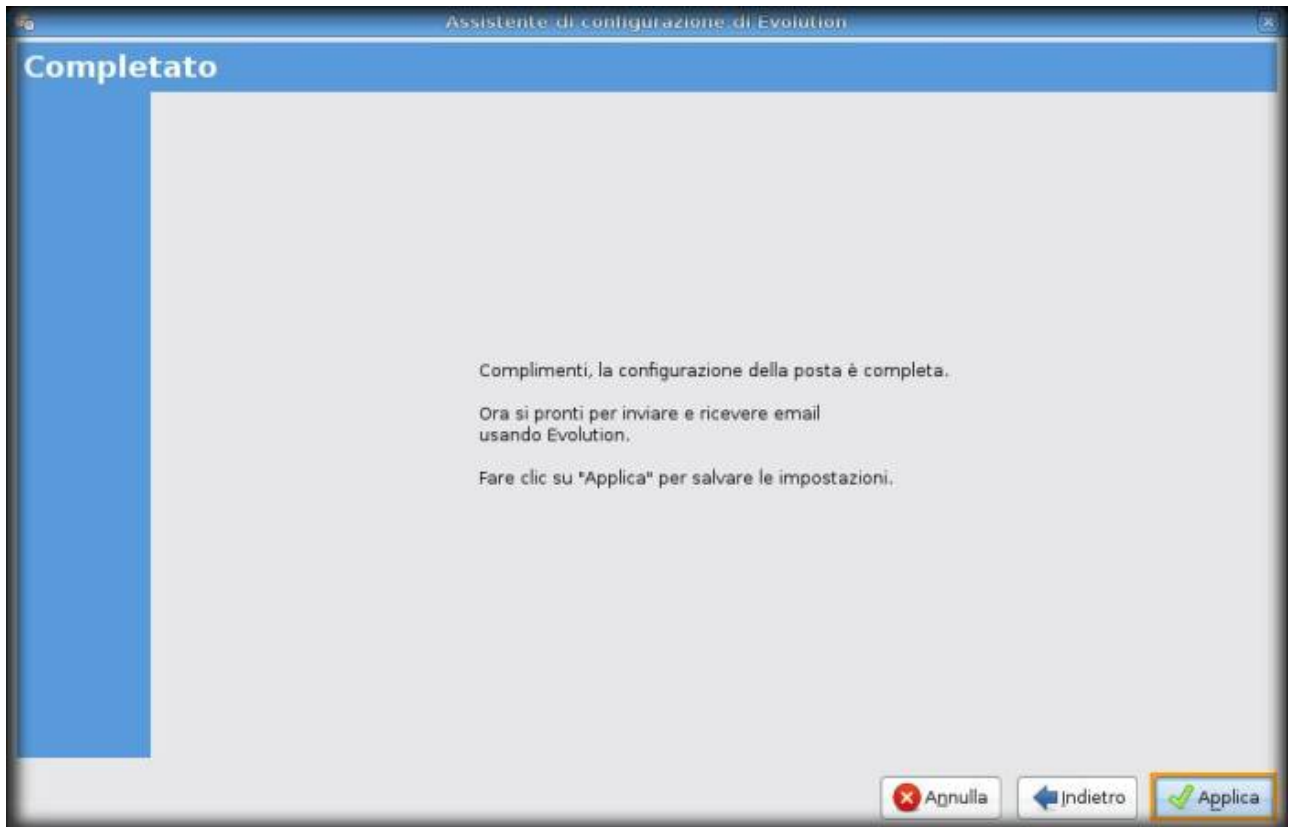 Assistente di configurazione di Evolution
Completato
Complimenti, la configurazione della posta è completa.
Ora si pronti per inviare e ricevere email
usando Evolution.
Fare clic su "Applica" per salvare le impostazioni.
Annulla
Indietro
Applica